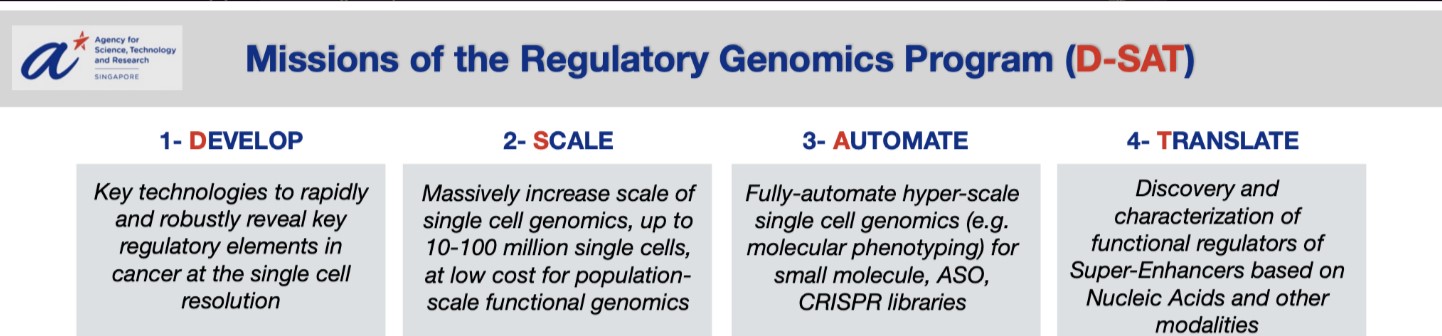 Agency for
Science, Technology
and Research
SINGAPORE
Missions of the Regulatory Genomics Program (D-SAT)
1- DEVELOP
Key technologies to rapidly
and robustly reveal key
regulatory elements in
cancer at the single cell
resolution
2- SCALE
Massively increase scale of
single cell genomics, up to
10-100 million single cells,
at low cost for population-
scale functional genomics
3- AUTOMATE
Fully-automate hyper-scale
single cell genomics (e.g.
molecular phenotyping) for
small molecule, ASO,
CRISPR libraries
4- TRANSLATE
Discovery and
characterization of
functional regulators of
Super-Enhancers based on
Nucleic Acids and other
modalities